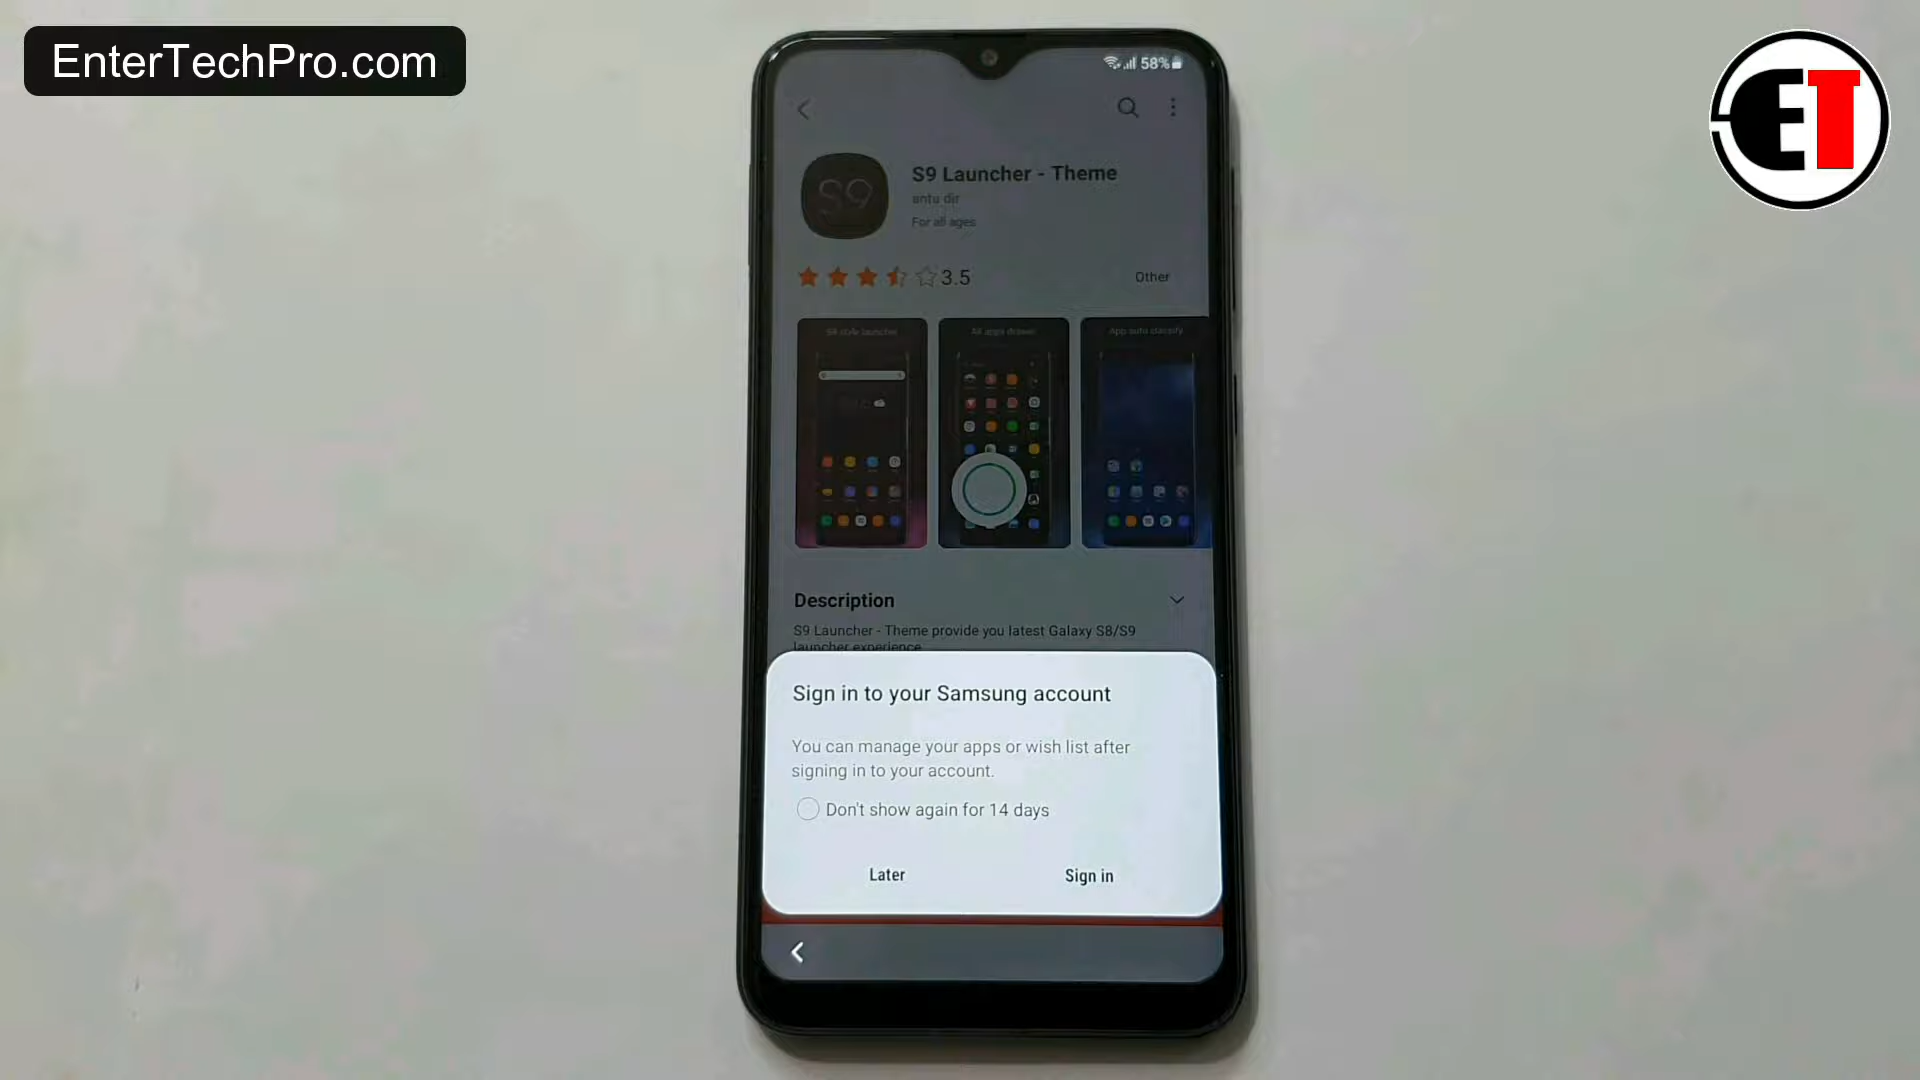 EnterTechPro.com
ET
58%
S9
S9 Launcher - Theme
antu dir
For all ages
3.5
Other
S9 style launcher
All apps drawer
App auto classify
Description
S9 Launcher - Theme provide you latest Galaxy S8/S9
launcher experience
Sign in to your Samsung account
You can manage your apps or wish list after
signing in to your account.
Don't show again for 14 days
Later
Sign in